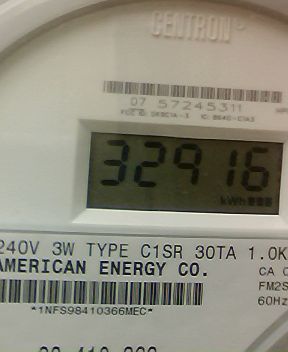 CENTRON®
07 57245311
32916
kWh
240V 3W TYPE C1SR 30TA 1.0K
AMERICAN ENERGY CO.
CA
FM2S
60Hz
*1NFS98410366MEC*